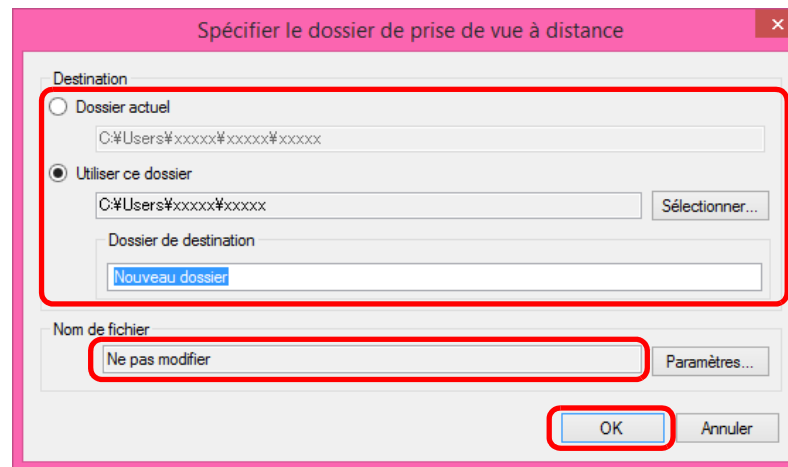 Spécifier le dossier de prise de vue à distance
Destination
Dossier actuel
C:¥Users¥xxxxx¥xxxxx¥xxxxx
Utiliser ce dossier
C:¥Users¥xxxxx¥xxxxx
Sélectionner...
Dossier de destination
Nouveau dossier
Nom de fichier
Ne pas modifier
Paramètres...
OK
Annuler